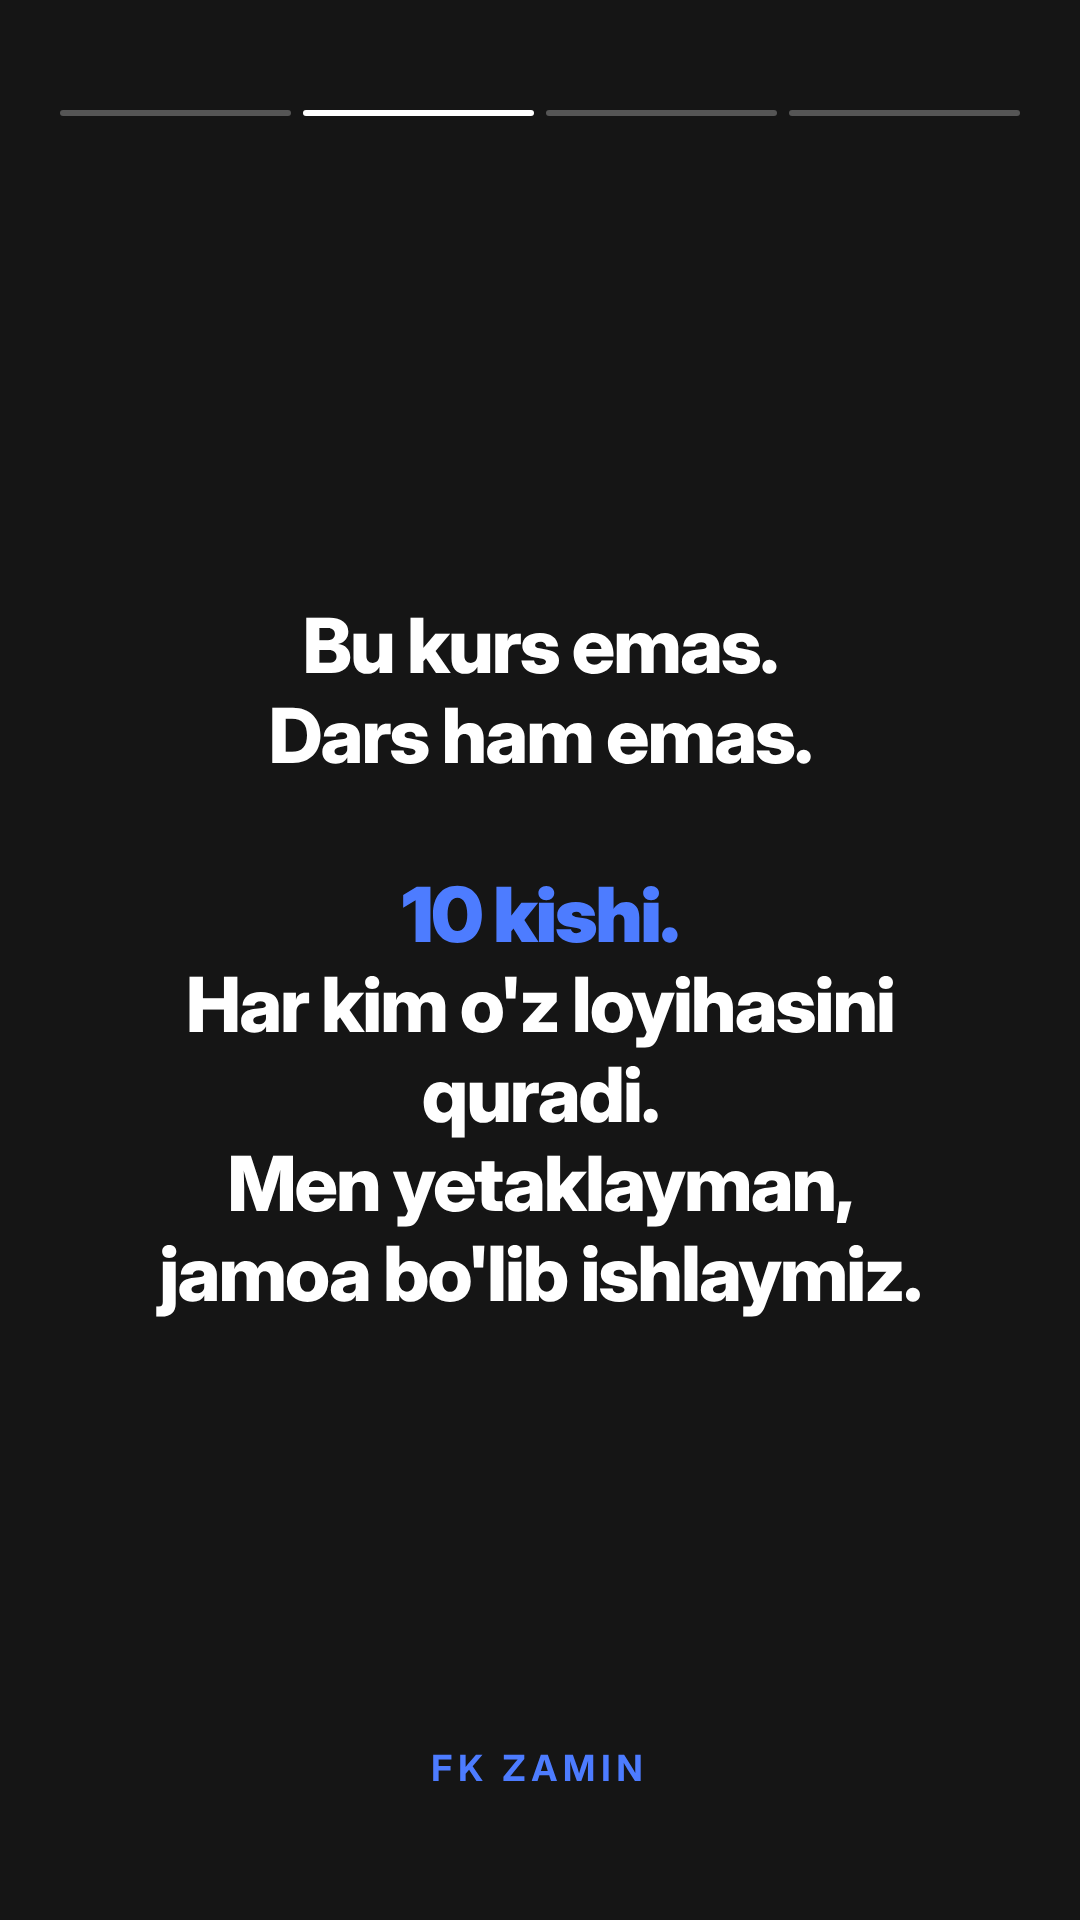 Bu kurs emas.
Dars ham emas.
10 kishi.
Har kim o'z loyihasini
quradi.
Men yetaklayman,
jamoa bo'lib ishlaymiz.
FK ZAMIN